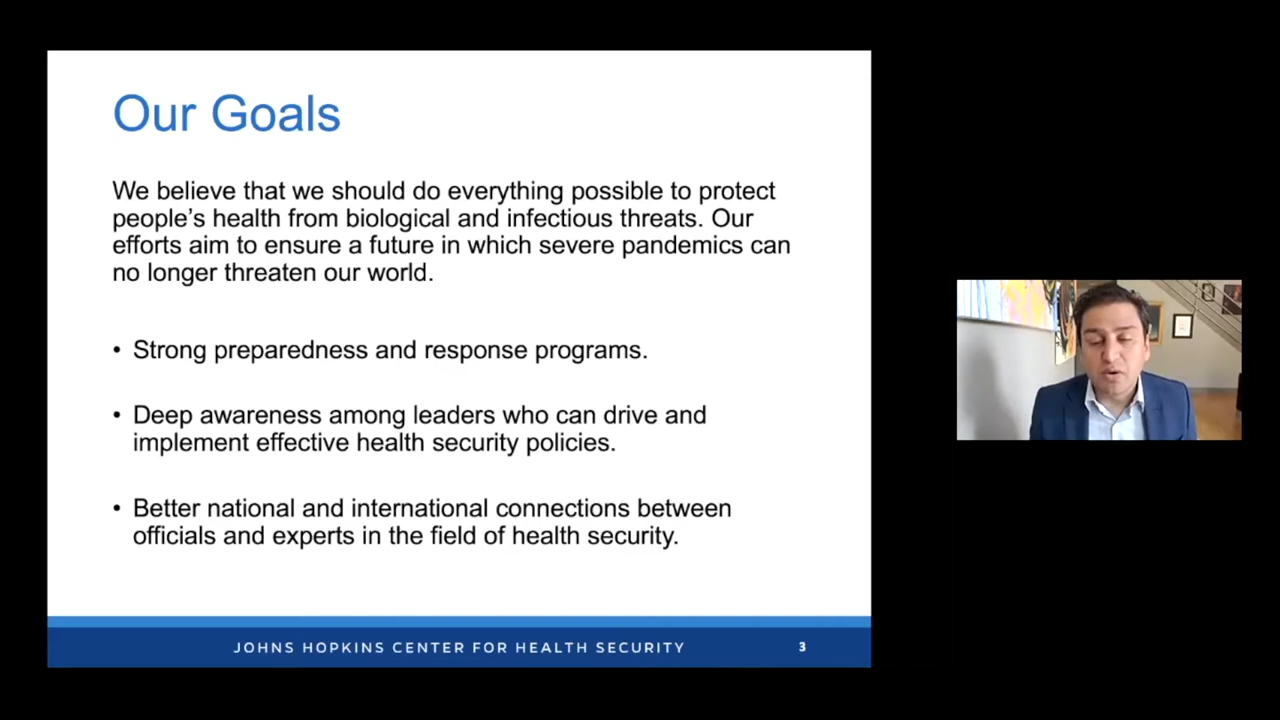 Our Goals
We believe that we should do everything possible to protect
people’s health from biological and infectious threats. Our
efforts aim to ensure a future in which severe pandemics can
no longer threaten our world.
• Strong preparedness and response programs.
• Deep awareness among leaders who can drive and
implement effective health security policies.
• Better national and international connections between
officials and experts in the field of health security.
JOHNS HOPKINS CENTER FOR HEALTH SECURITY
3